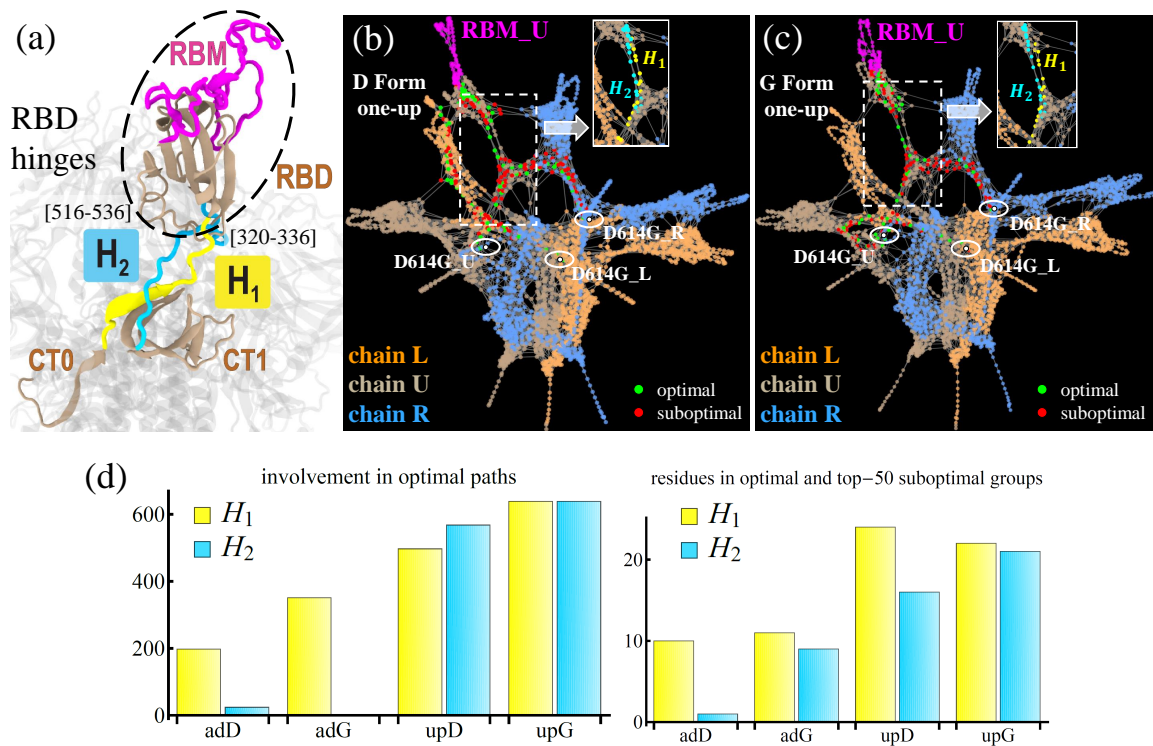 (a)
RBM
RBD
hinges
RBD
[516-536]
[320-336]
H2
H1
CT0
CT1
(b)
RBM_U
D Form
one-up
H1
H2
D614G_R
D614G_U
D614G_L
chain L
chain U
chain R
optimal
suboptimal
(c)
RBM_U
G Form
one-up
H1
H2
D614G_R
D614G_U
D614G_L
chain L
chain U
chain R
optimal
suboptimal
(d)
involvement in optimal paths
H1
H2
600
400
200
0
adD adG upD upG
residues in optimal and top−50 suboptimal groups
H1
H2
20
10
0
adD adG upD upG